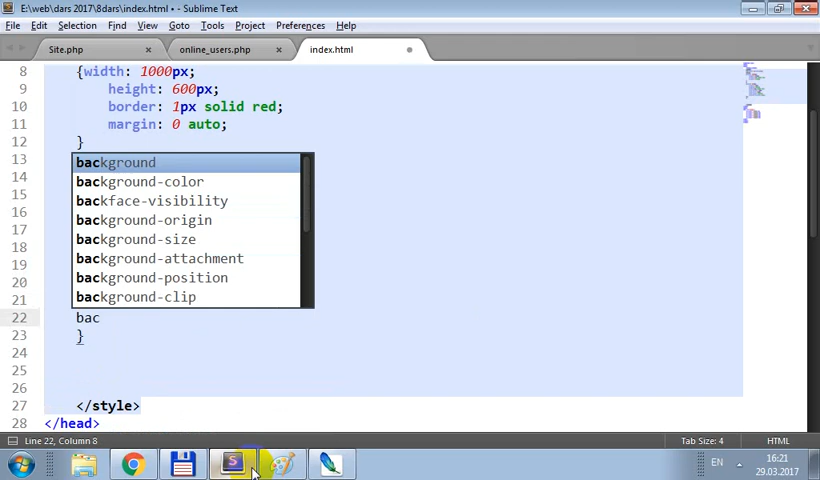 E:\web\dars 2017\8dars\index.html • - Sublime Text
File Edit Selection Find View Goto Tools Project Preferences Help
Site.php online_users.php index.html
8 {width: 1000px;
9 height: 600px;
10 border: 1px solid red;
11 margin: 0 auto;
12 }
13 background
14 background-color
15 backface-visibility
16
17 background-origin
18 background-size
19 background-attachment
20 background-position
21 background-clip
22 bac
23 }
24
25
26
27 </style>
28 </head>
Line 22, Column 8 Tab Size: 4 HTML
EN 16:21
29.03.2017